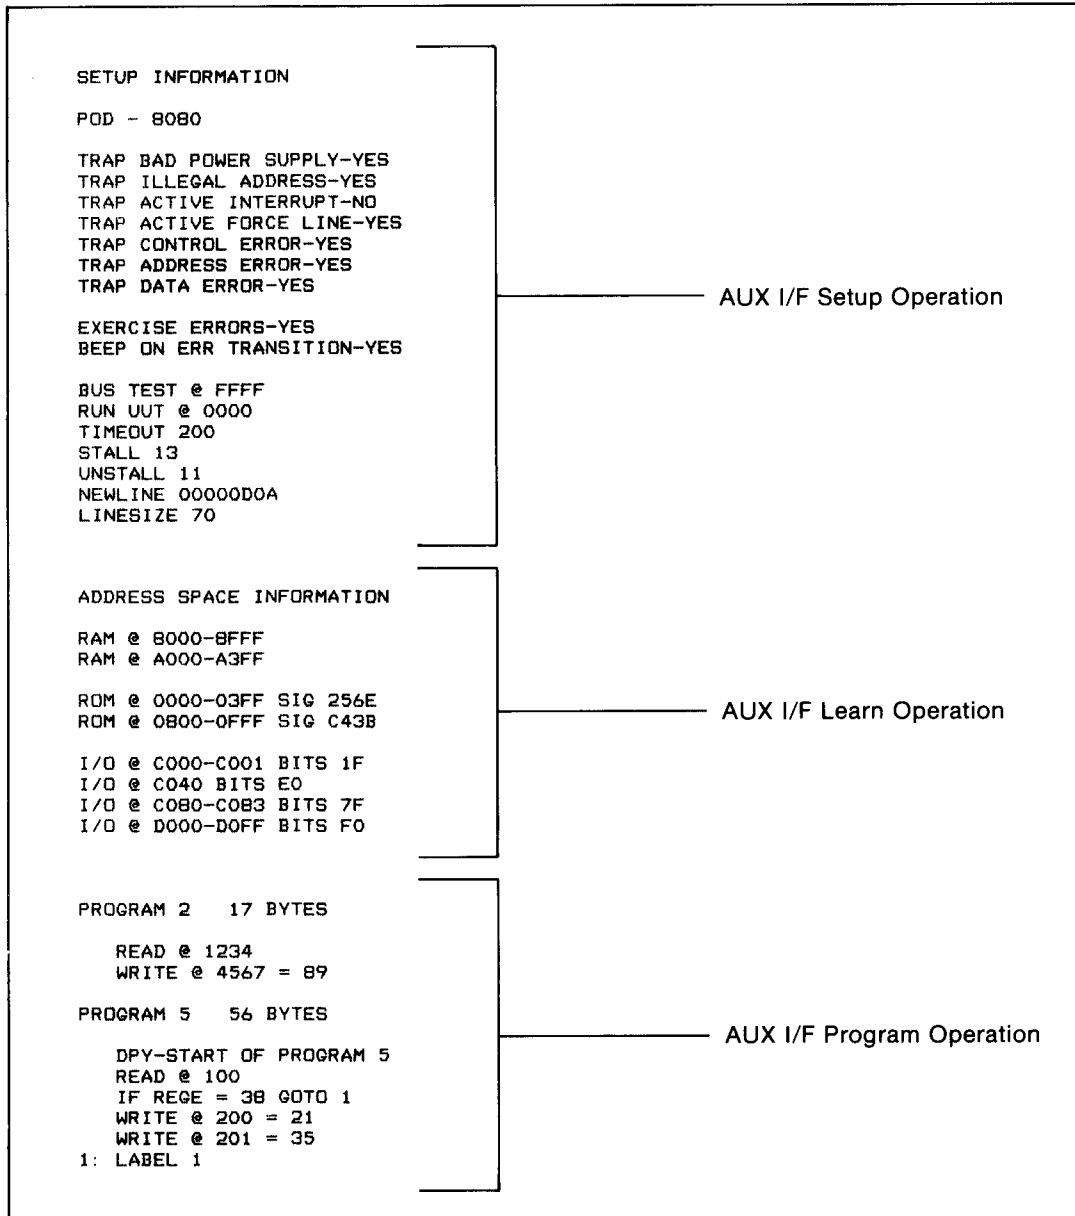 SETUP INFORMATION
POD - 8080
TRAP BAD POWER SUPPLY-YES
TRAP ILLEGAL ADDRESS-YES
TRAP ACTIVE INTERRUPT-NO
TRAP ACTIVE FORCE LINE-YES
TRAP CONTROL ERROR-YES
TRAP ADDRESS ERROR-YES
TRAP DATA ERROR-YES
EXERCISE ERRORS-YES
BEEP ON ERR TRANSITION-YES
BUS TEST @ FFFF
RUN UUT @ 0000
TIMEOUT 200
STALL 13
UNSTALL 11
NEWLINE 00000D0A
LINESIZE 70
AUX I/F Setup Operation
ADDRESS SPACE INFORMATION
RAM @ 8000-8FFF
RAM @ A000-A3FF
ROM @ 0000-03FF SIG 256E
ROM @ 0800-0FFF SIG C43B
I/O @ C000-C001 BITS 1F
I/O @ C040 BITS E0
I/O @ C080-C083 BITS 7F
I/O @ D000-D0FF BITS F0
AUX I/F Learn Operation
PROGRAM 2 17 BYTES
READ @ 1234
WRITE @ 4567 = 89
PROGRAM 5 56 BYTES
DPY-START OF PROGRAM 5
READ @ 100
IF REGE = 38 GOTO 1
WRITE @ 200 = 21
WRITE @ 201 = 35
1: LABEL 1
AUX I/F Program Operation